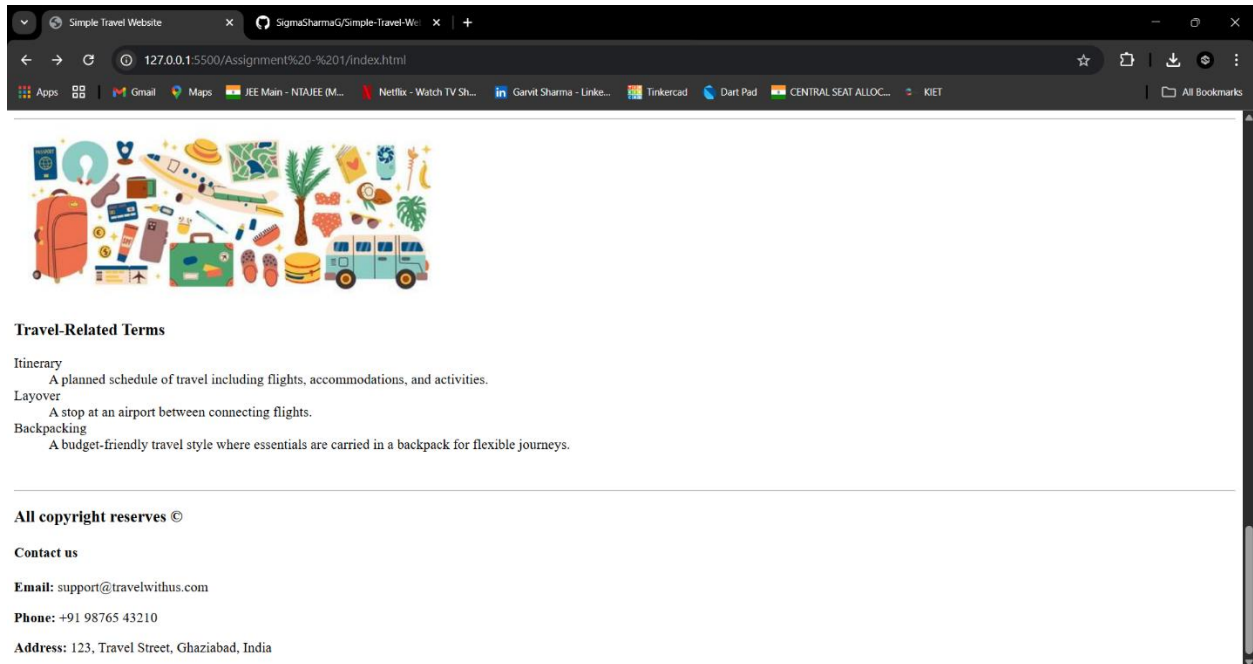 Simple Travel Website
SigmaSharmaG/Simple-Travel-We
127.0.0.1:5500/Assignment%20-%201/index.html
Apps Gmail Maps JEE Main - NTAJEE (M... Netflix - Watch TV Sh... Garvit Sharma - Linke... Tinkercad Dart Pad CENTRAL SEAT ALLOC... KIET All Bookmarks
PASSPORT
Travel-Related Terms
Itinerary
A planned schedule of travel including flights, accommodations, and activities.
Layover
A stop at an airport between connecting flights.
Backpacking
A budget-friendly travel style where essentials are carried in a backpack for flexible journeys.
All copyright reserves ©
Contact us
Email: support@travelwithus.com
Phone: +91 98765 43210
Address: 123, Travel Street, Ghaziabad, India